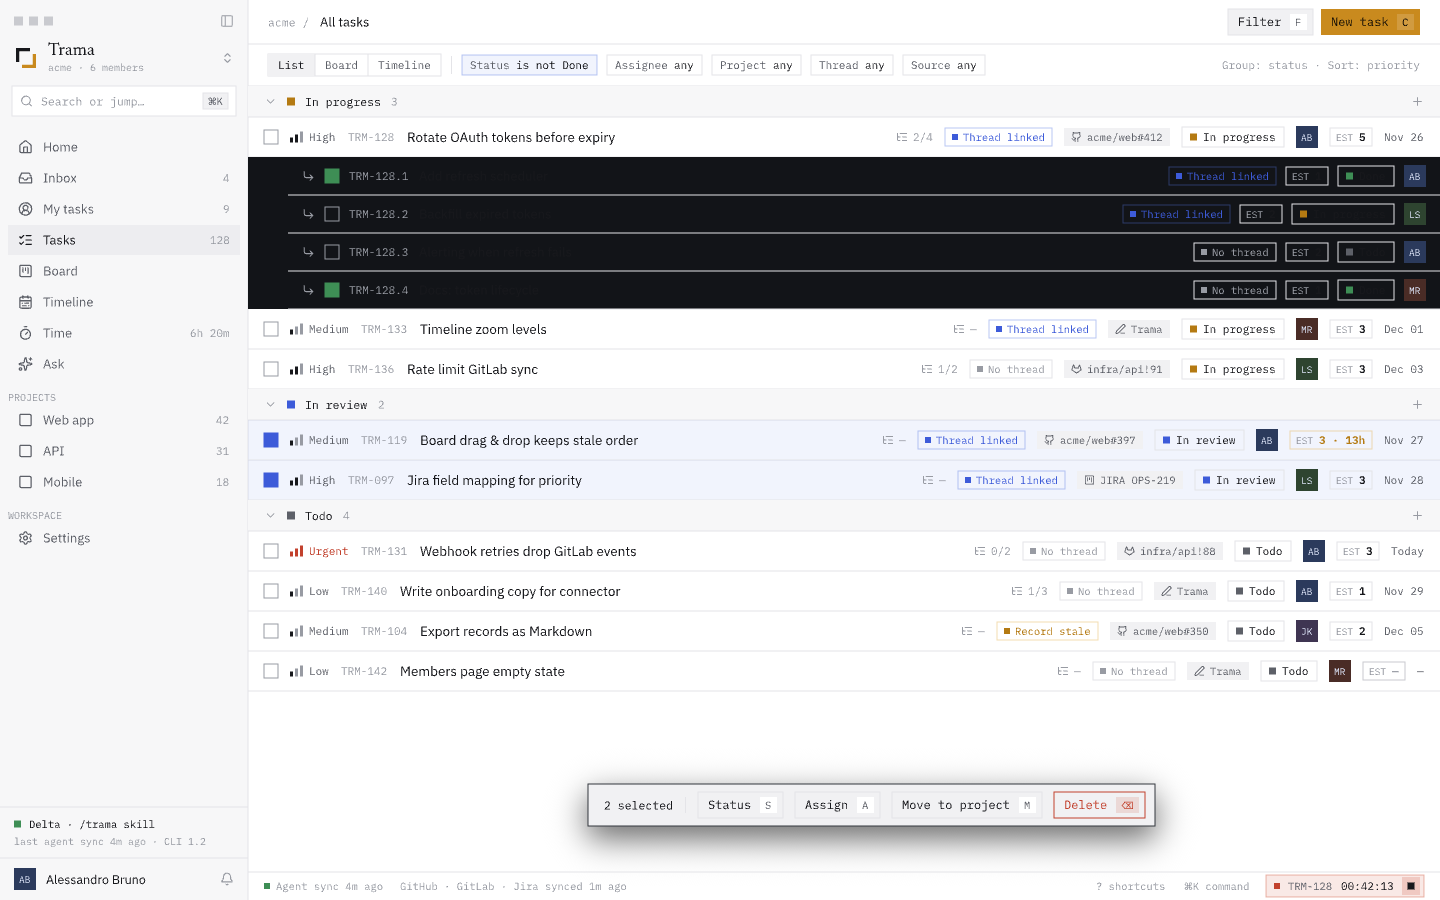 Trama
acme · 6 members
Search or jump… ⌘K
Home
Inbox 4
My tasks 9
Tasks 128
Board
Timeline
Time 6h 20m
Ask
PROJECTS
Web app 42
API 31
Mobile 18
WORKSPACE
Settings
Delta · /trama skill
last agent sync 4m ago · CLI 1.2
AB Alessandro Bruno
acme / All tasks
Filter F New task C
List Board Timeline Status is not Done Assignee any Project any Thread any Source any Group: status · Sort: priority
In progress 3 +
High TRM-128 Rotate OAuth tokens before expiry 2/4 Thread linked acme/web#412 In progress AB EST 5 Nov 26
TRM-128.1 Thread linked EST AB
TRM-128.2 Thread linked EST LS
TRM-128.3 No thread EST AB
TRM-128.4 No thread EST MR
Medium TRM-133 Timeline zoom levels – Thread linked Trama In progress MR EST 3 Dec 01
High TRM-136 Rate limit GitLab sync 1/2 No thread infra/api!91 In progress LS EST 3 Dec 03
In review 2 +
Medium TRM-119 Board drag & drop keeps stale order – Thread linked acme/web#397 In review AB EST 3 · 13h Nov 27
High TRM-097 Jira field mapping for priority – Thread linked JIRA OPS-219 In review LS EST 3 Nov 28
Todo 4 +
Urgent TRM-131 Webhook retries drop GitLab events 0/2 No thread infra/api!88 Todo AB EST 3 Today
Low TRM-140 Write onboarding copy for connector 1/3 No thread Trama Todo AB EST 1 Nov 29
Medium TRM-104 Export records as Markdown – Record stale acme/web#350 Todo JK EST 2 Dec 05
Low TRM-142 Members page empty state – No thread Trama Todo MR EST – –
2 selected Status S Assign A Move to project M Delete ⌫
Agent sync 4m ago GitHub · GitLab · Jira synced 1m ago ? shortcuts ⌘K command TRM-128 00:42:13